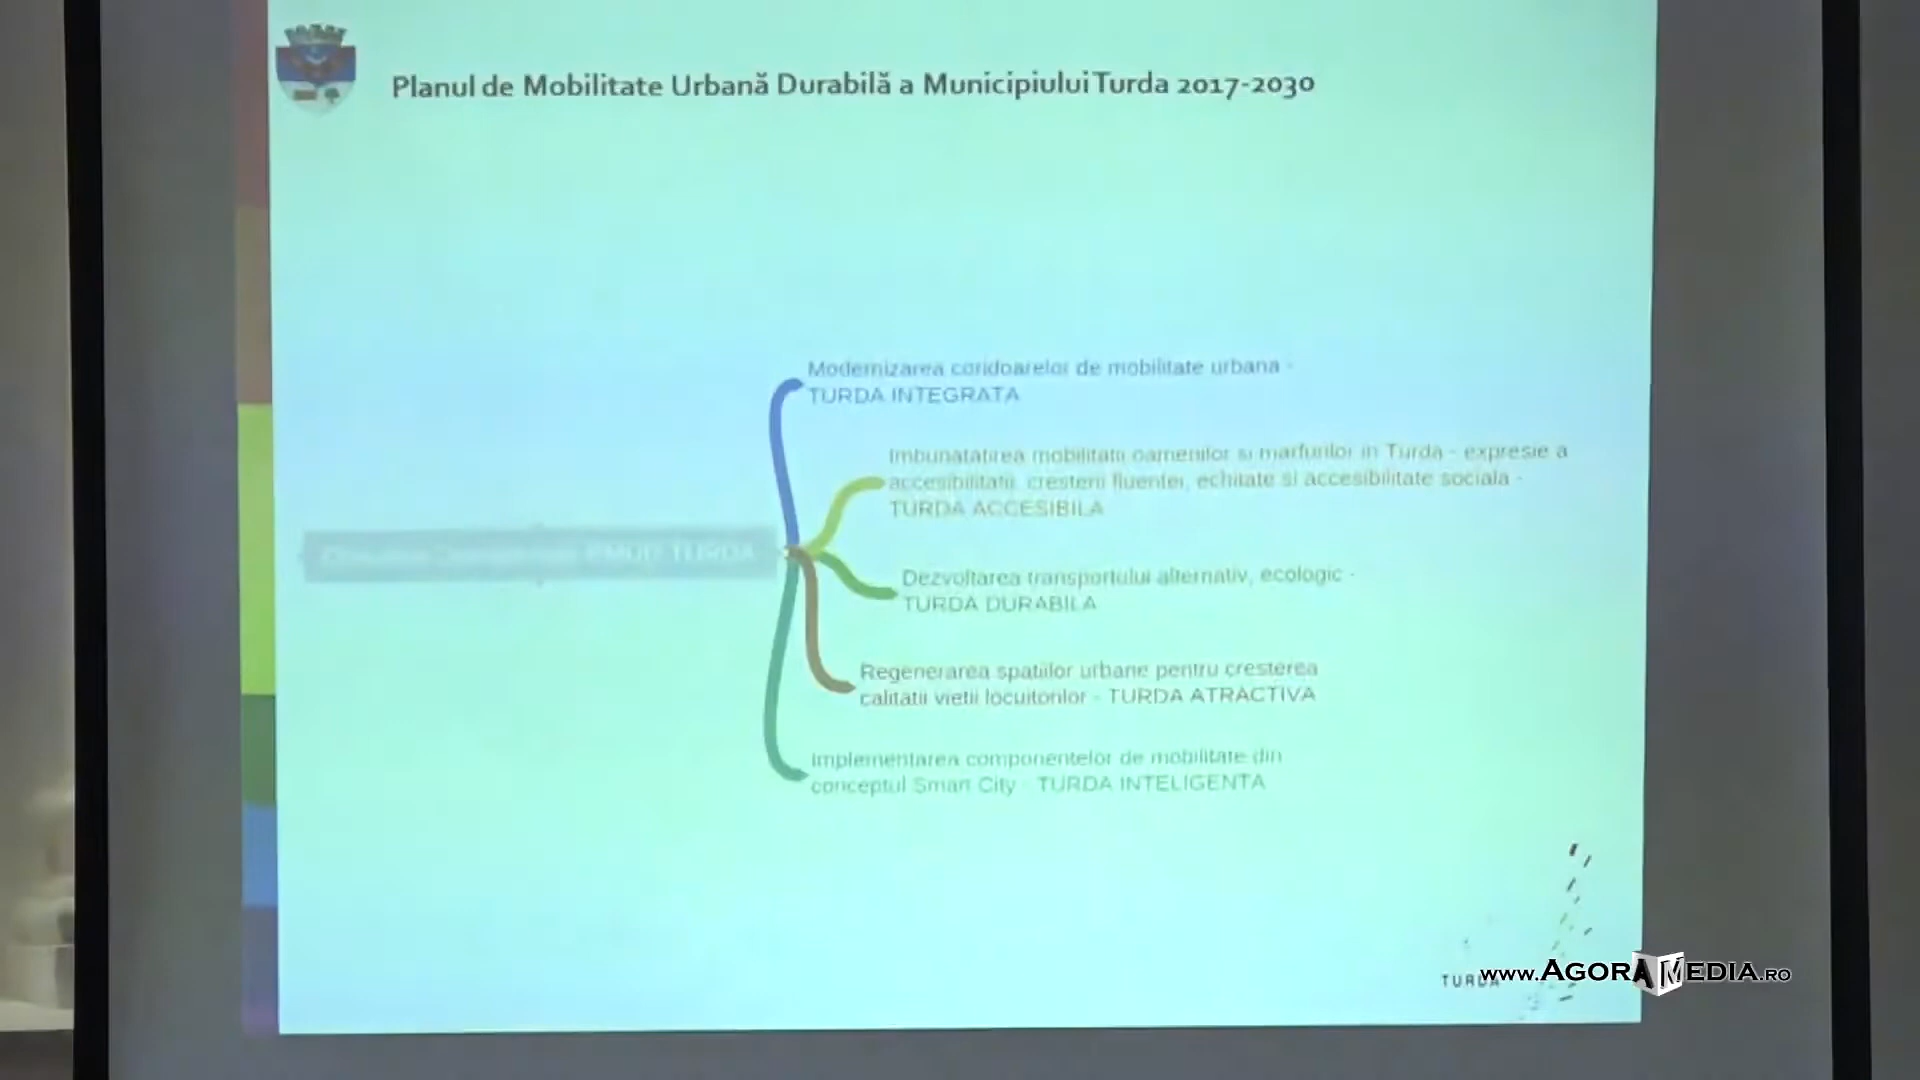 Planul de Mobilitate Urbană Durabilă a Municipiului Turda 2017-2030
Modernizarea coridoarelor de mobilitate urbana -
TURDA INTEGRATA
Imbunatatirea mobilitatii oamenilor si marfurilor in Turda - expresie a
accesibilitatii, cresterii fluentei, echitate si accesibilitate sociala -
TURDA ACCESIBILA
PMUD TURDA
Dezvoltarea transportului alternativ, ecologic -
TURDA DURABILA
Regenerarea spatiilor urbane pentru cresterea
calitatii vietii locuitorilor - TURDA ATRACTIVA
Implementarea componentelor de mobilitate din
conceptul Smart City - TURDA INTELIGENTA
TURDA
www.AGORAMEDIA.RO